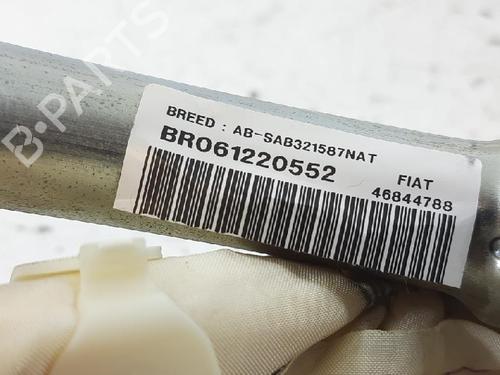 B-PARTS
BREED : AB-SAB321587NAT
BR061220552
FIAT
46844788